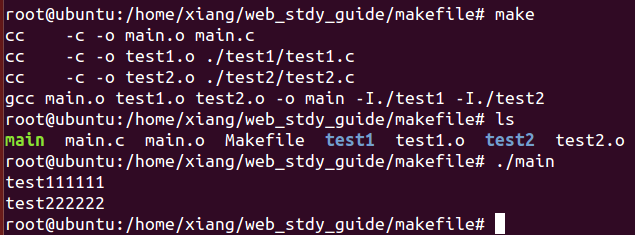 root@ubuntu:/home/xiang/web_stdy_guide/makefile# make
cc    -c -o main.o main.c
cc    -c -o test1.o ./test1/test1.c
cc    -c -o test2.o ./test2/test2.c
gcc main.o test1.o test2.o -o main -I./test1 -I./test2
root@ubuntu:/home/xiang/web_stdy_guide/makefile# ls
main  main.c  main.o  Makefile  test1  test1.o  test2  test2.o
root@ubuntu:/home/xiang/web_stdy_guide/makefile# ./main
test111111
test222222
root@ubuntu:/home/xiang/web_stdy_guide/makefile#